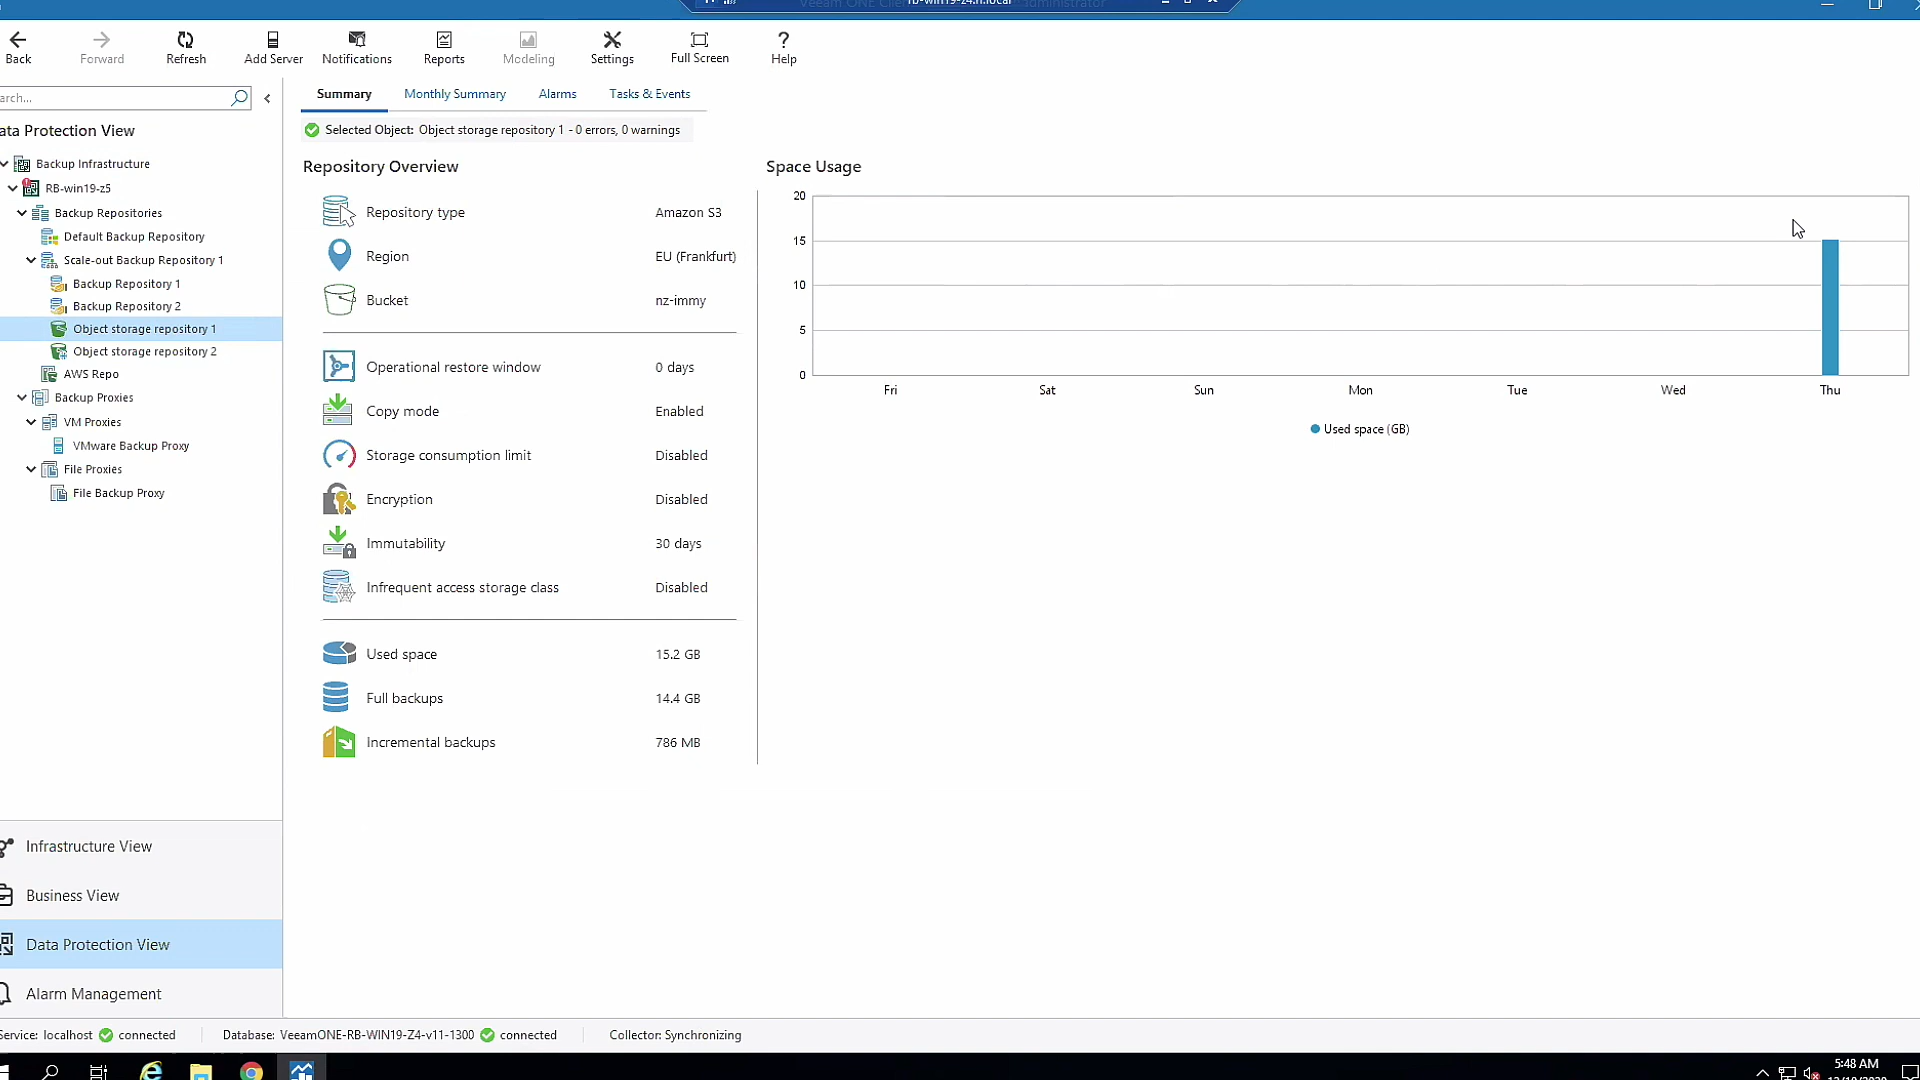 Back
Forward
Refresh
Add Server
Notifications
Reports
Modeling
Settings
Full Screen
Help
arch...
Summary
Monthly Summary
Alarms
Tasks & Events
ata Protection View
Selected Object: Object storage repository 1 - 0 errors, 0 warnings
Backup Infrastructure
RB-win19-z5
Backup Repositories
Default Backup Repository
Scale-out Backup Repository 1
Backup Repository 1
Backup Repository 2
Object storage repository 1
Object storage repository 2
AWS Repo
Backup Proxies
VM Proxies
VMware Backup Proxy
File Proxies
File Backup Proxy
Repository Overview
Repository type Amazon S3
Region EU (Frankfurt)
Bucket nz-immy
Operational restore window 0 days
Copy mode Enabled
Storage consumption limit Disabled
Encryption Disabled
Immutability 30 days
Infrequent access storage class Disabled
Used space 15.2 GB
Full backups 14.4 GB
Incremental backups 786 MB
Space Usage
20
15
10
5
0
Fri Sat Sun Mon Tue Wed Thu
Used space (GB)
Infrastructure View
Business View
Data Protection View
Alarm Management
Service: localhost connected
Database: VeeamONE-RB-WIN19-Z4-v11-1300 connected
Collector: Synchronizing
5:48 AM